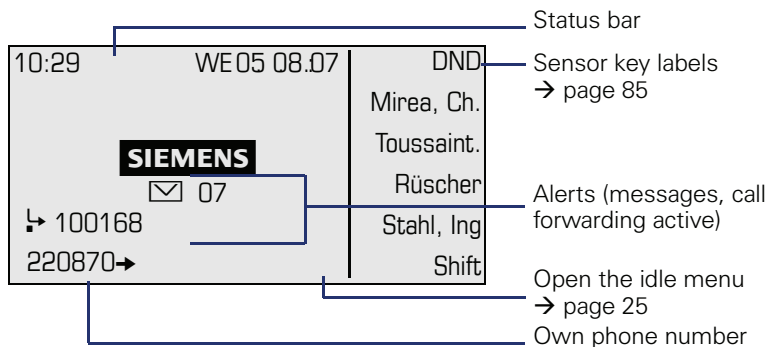 Status bar
10:29 WE 05 08.:07 DND
Sensor key labels
→ page 85
Mirea, Ch.
Toussaint.
SIEMENS
07
Rüscher
Alerts (messages, call
forwarding active)
100168
Stahl, Ing
220870→
Shift
Open the idle menu
→ page 25
Own phone number